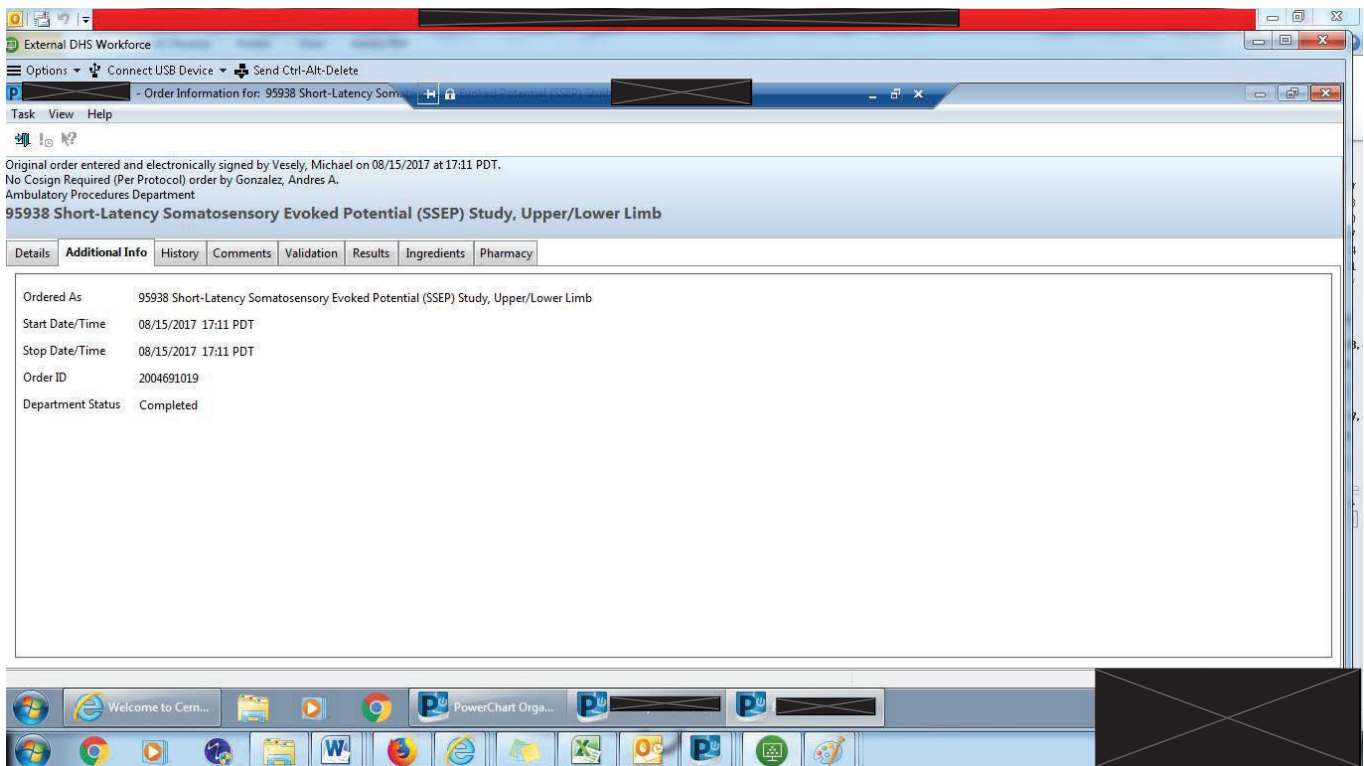 External DHS Workforce
Options Connect USB Device Send Ctrl-Alt-Delete
- Order Information for: 95938 Short-Latency Som
Task View Help
Original order entered and electronically signed by Vesely, Michael on 08/15/2017 at 17:11 PDT.
No Cosign Required (Per Protocol) order by Gonzalez, Andres A.
Ambulatory Procedures Department
95938 Short-Latency Somatosensory Evoked Potential (SSEP) Study, Upper/Lower Limb
Details Additional Info History Comments Validation Results Ingredients Pharmacy
Ordered As 95938 Short-Latency Somatosensory Evoked Potential (SSEP) Study, Upper/Lower Limb
Start Date/Time 08/15/2017 17:11 PDT
Stop Date/Time 08/15/2017 17:11 PDT
Order ID 2004691019
Department Status Completed
Welcome to Cern... PowerChart Orga...